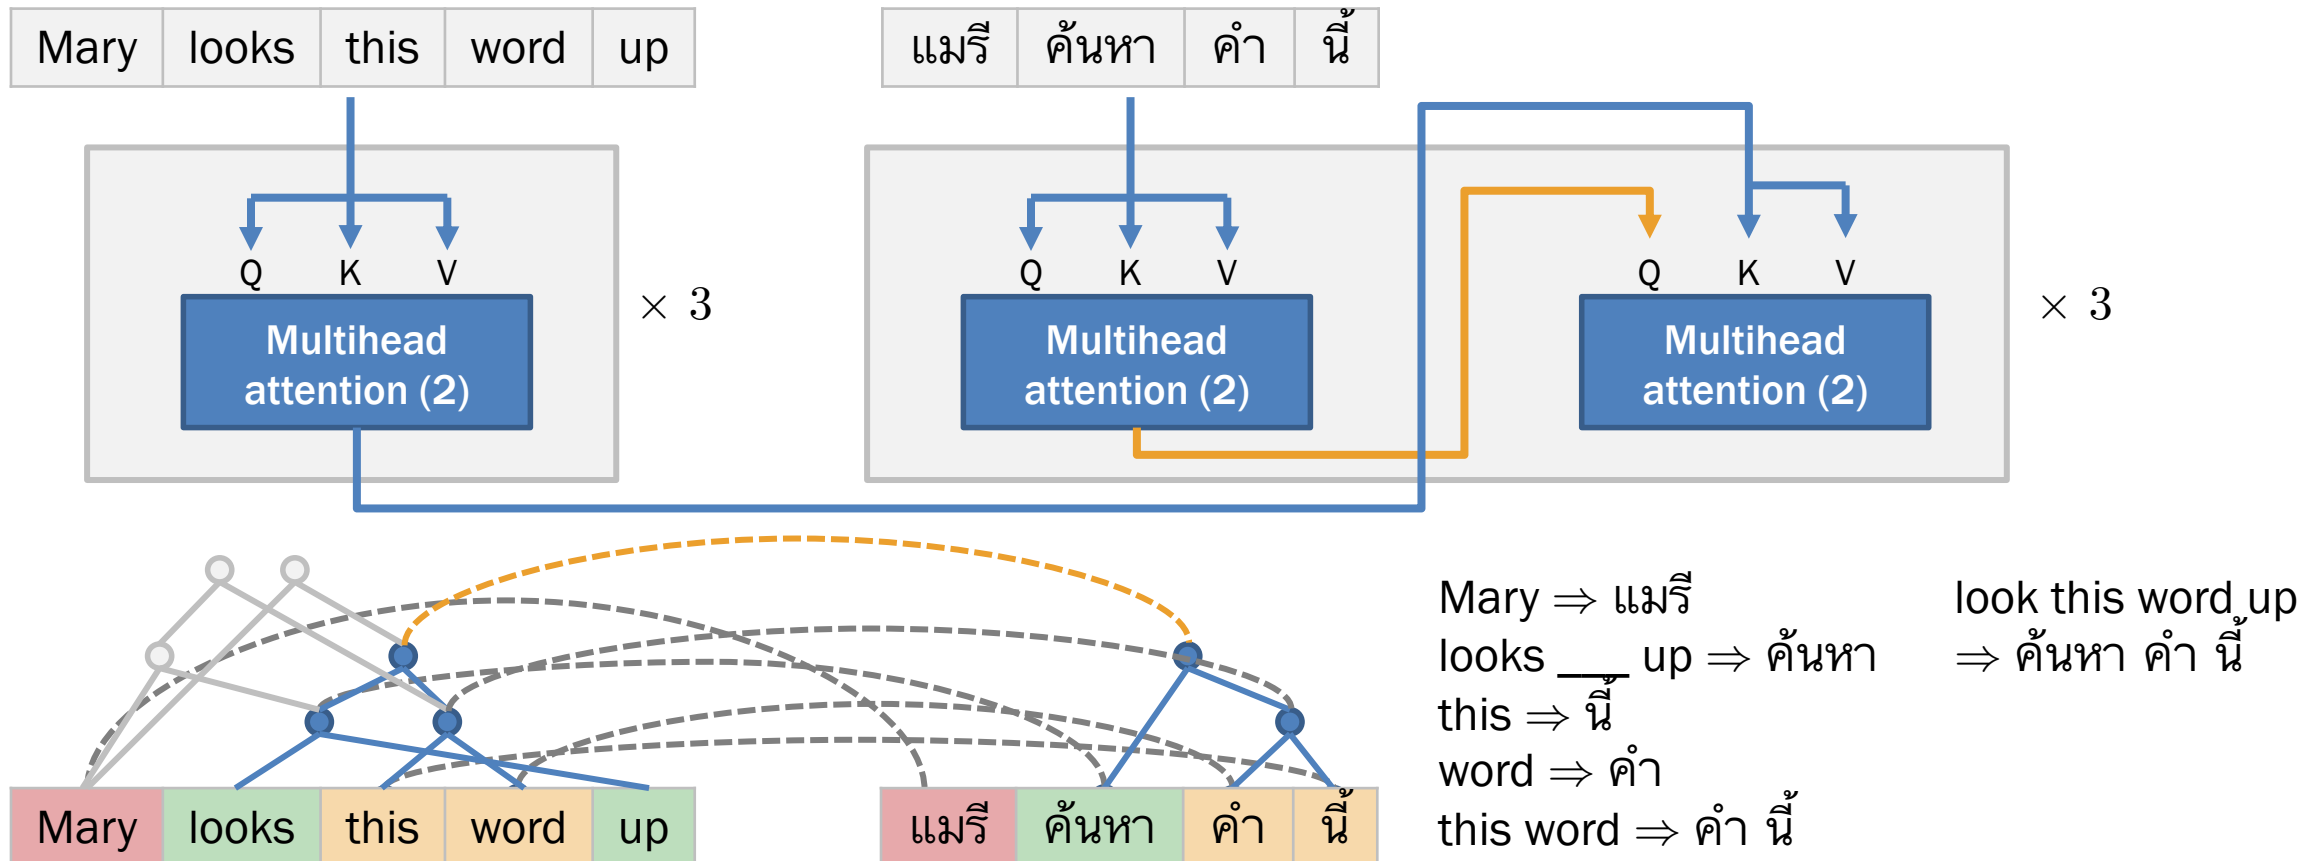 Mary looks this word up
แมรี ค้นหา คำ นี้
Q K V
Multihead
attention (2)
× 3
Q K V
Multihead
attention (2)
Q K V
Multihead
attention (2)
× 3
Mary looks this word up
แมรี ค้นหา คำ นี้
Mary ⇒ แมรี
looks ___ up ⇒ ค้นหา
this ⇒ นี้
word ⇒ คำ
this word ⇒ คำ นี้
look this word up
⇒ ค้นหา คำ นี้